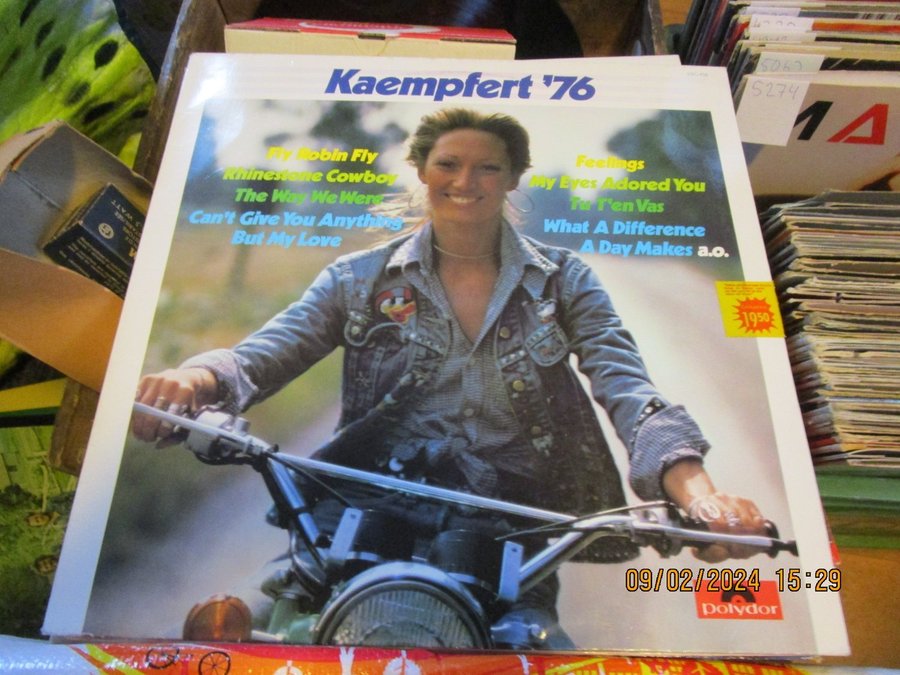 Kaempfert '76
Fly Robin Fly
Rhinestone Cowboy
The Way We Were
Can't Give You Anything
But My Love
Feelings
My Eyes Adored You
Tu T'en Vas
What A Difference
A Day Makes a.o.
1950
polydor
5274
MA
WATT
09/02/2024 15:29